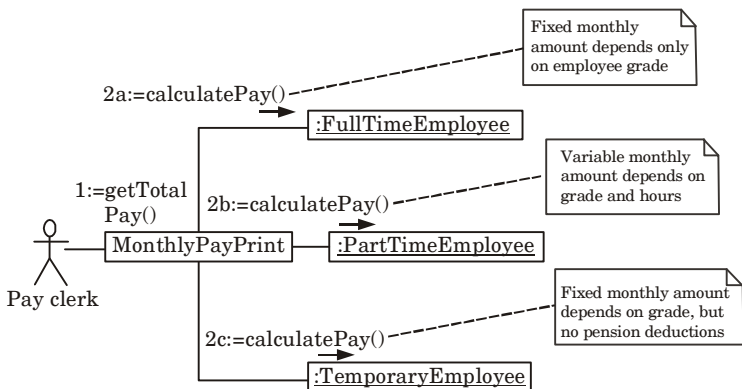 Fixed monthly
amount depends only
on employee grade
2a:=calculatePay()
:FullTimeEmployee
Variable monthly
amount depends on
grade and hours
1:=getTotal
Pay()
2b:=calculatePay()
MonthlyPayPrint
:PartTimeEmployee
Pay clerk
Fixed monthly amount
depends on grade, but
no pension deductions
2c:=calculatePay()
:TemporaryEmployee